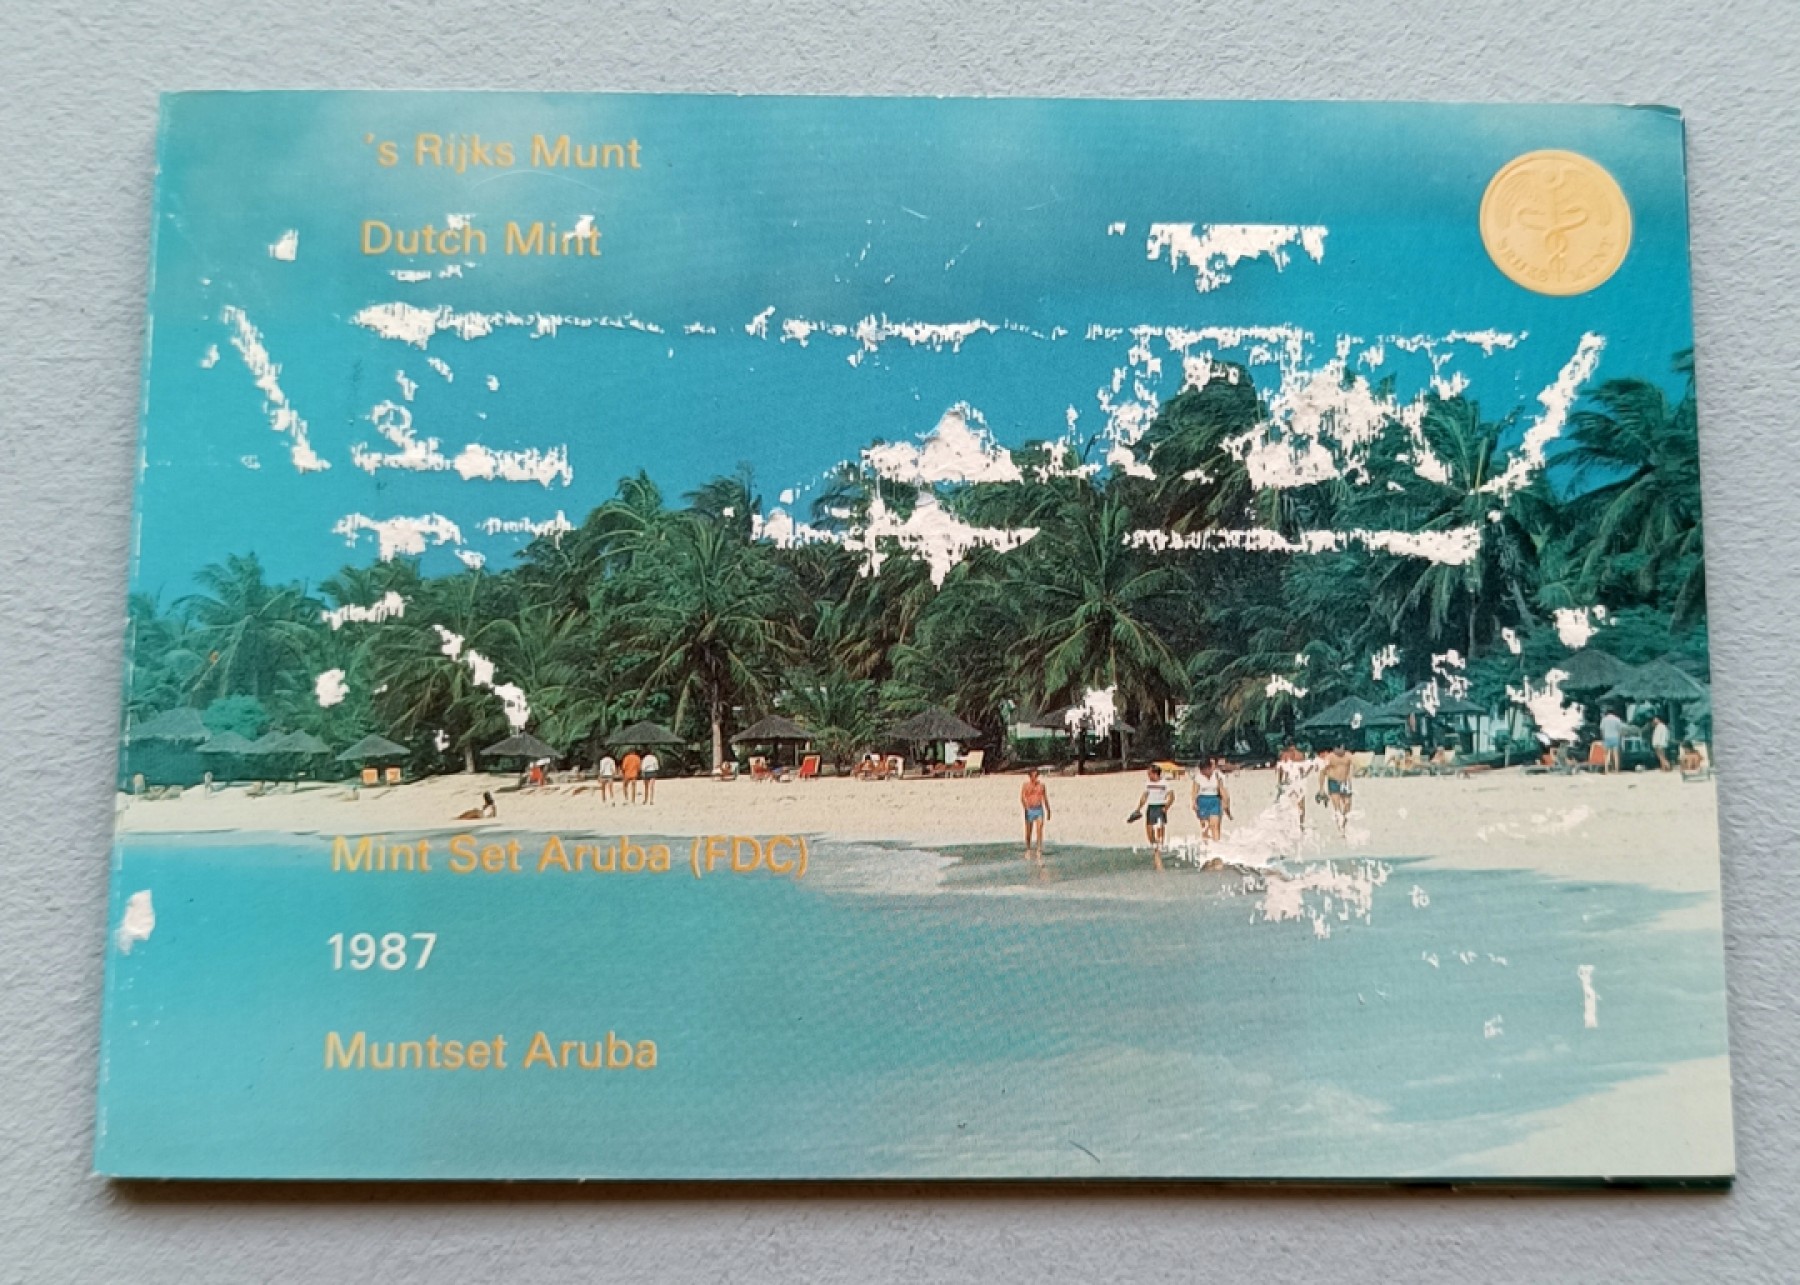 's Rijks Munt
Dutch Mint
Mint Set Aruba (FDC)
1987
Muntset Aruba